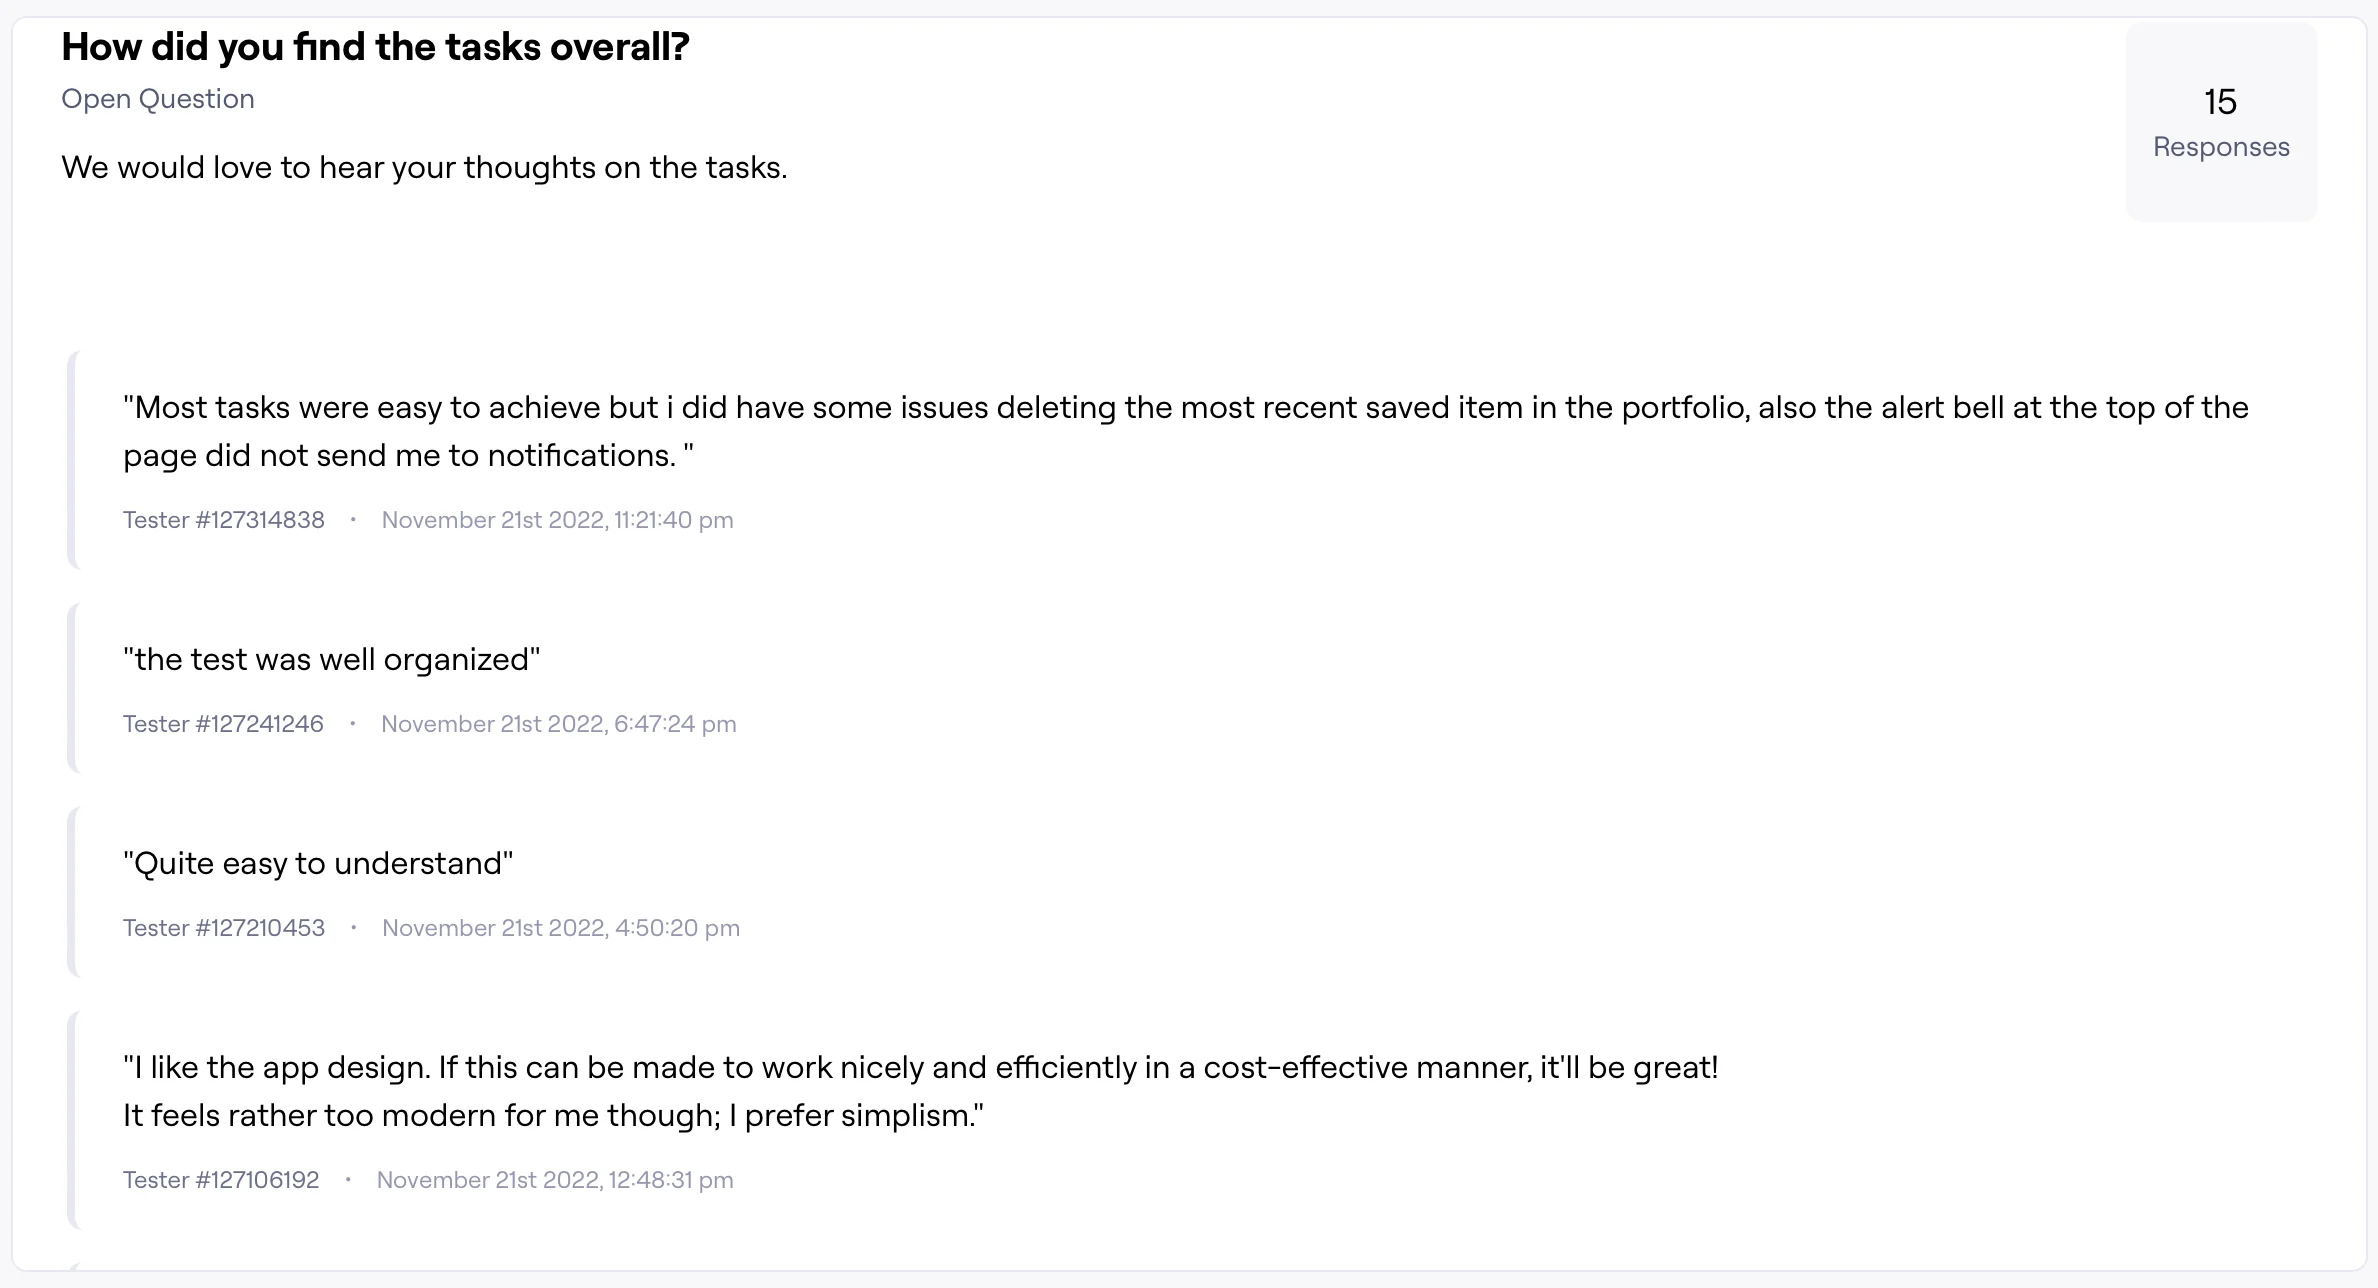 How did you find the tasks overall?
Open Question
We would love to hear your thoughts on the tasks.
15
Responses
"Most tasks were easy to achieve but i did have some issues deleting the most recent saved item in the portfolio, also the alert bell at the top of the
page did not send me to notifications. "
Tester #127314838 • November 21st 2022, 11:21:40 pm
"the test was well organized"
Tester #127241246 • November 21st 2022, 6:47:24 pm
"Quite easy to understand"
Tester #127210453 • November 21st 2022, 4:50:20 pm
"I like the app design. If this can be made to work nicely and efficiently in a cost-effective manner, it'll be great!
It feels rather too modern for me though; I prefer simplism."
Tester #127106192 • November 21st 2022, 12:48:31 pm